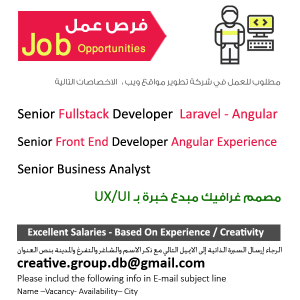 فرص عمل
Job Opportunities
مطلوب للعمل في شركة تطوير مواقع ويب ، الاختصاصات التالية
Senior Fullstack Developer Laravel - Angular
Senior Front End Developer Angular Experience
Senior Business Analyst
مصمم غرافيك مبدع خبرة بـ UX/UI
Excellent Salaries - Based On Experience / Creativity
الرجاء إرسال السيرة الذاتية إلى الايميل التالي مع ذكر الاسم والشاغر والتفرغ والمدينة بنص العنوان
creative.group.db@gmail.com
Please includ the following info in E-mail subject line
Name –Vacancy- Availability– City